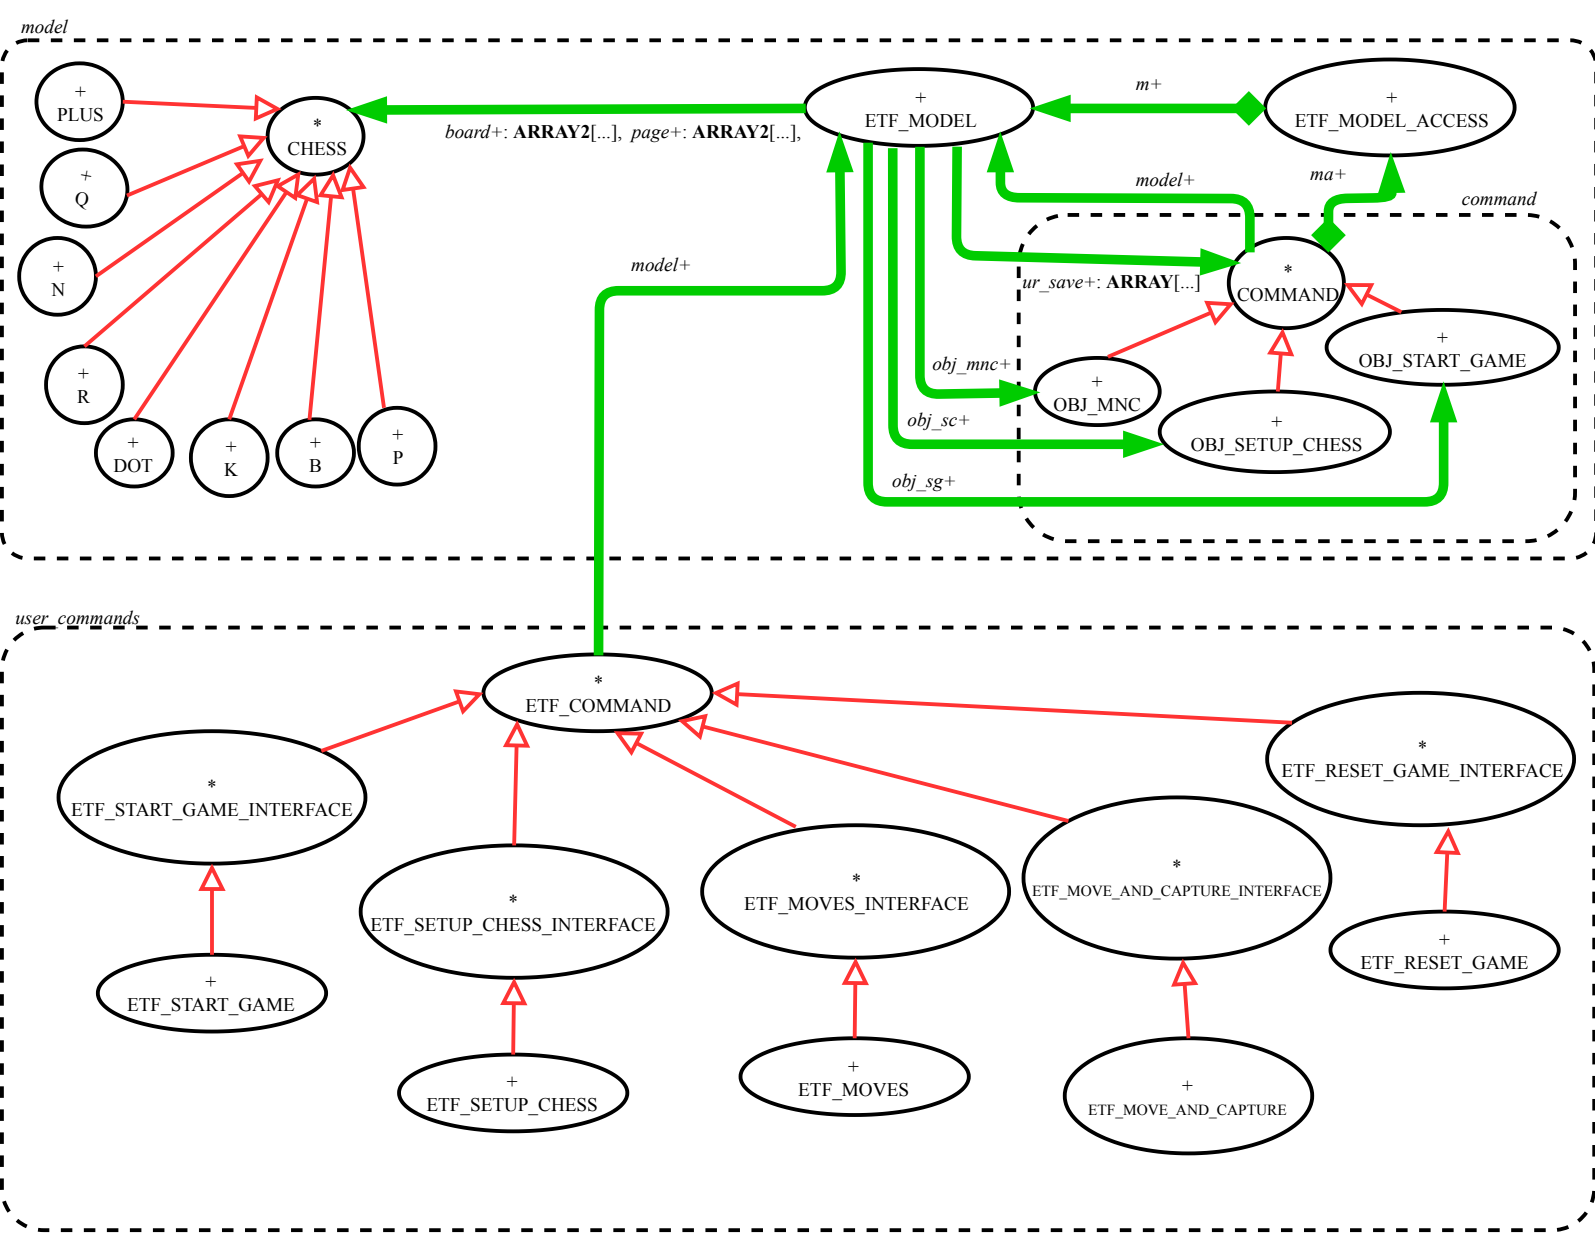 model
+
PLUS
*
CHESS
+
Q
+
N
+
R
+
DOT
+
K
+
B
+
P
board+: ARRAY2[...], page+: ARRAY2[...],
+
ETF_MODEL
m+
+
ETF_MODEL_ACCESS
model+
ma+
command
model+
ur_save+: ARRAY[...]
*
COMMAND
obj_mnc+
+
OBJ_MNC
+
OBJ_START_GAME
obj_sc+
+
OBJ_SETUP_CHESS
obj_sg+
user_commands
*
ETF_COMMAND
*
ETF_START_GAME_INTERFACE
*
ETF_SETUP_CHESS_INTERFACE
*
ETF_MOVES_INTERFACE
*
ETF_MOVE_AND_CAPTURE_INTERFACE
*
ETF_RESET_GAME_INTERFACE
+
ETF_START_GAME
+
ETF_SETUP_CHESS
+
ETF_MOVES
+
ETF_MOVE_AND_CAPTURE
+
ETF_RESET_GAME